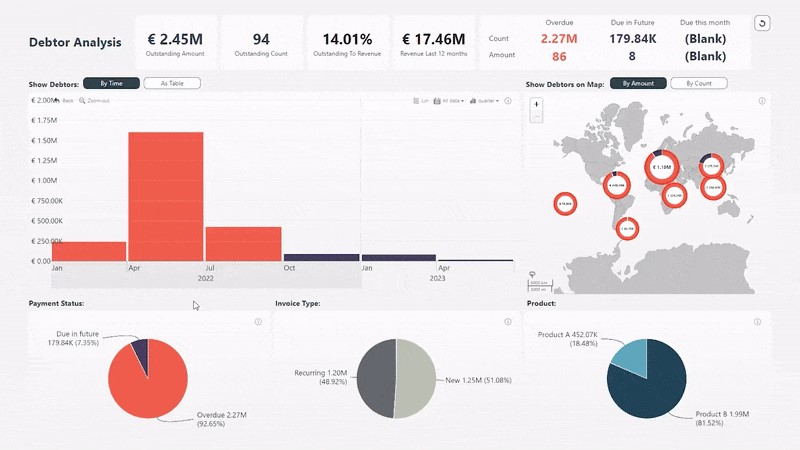 Debtor Analysis
€ 2.45M
Outstanding Amount
94
Outstanding Count
14.01%
Outstanding To Revenue
€ 17.46M
Revenue Last 12 months
Overdue
Due in Future
Due this month
Count
2.27M
179.84K
(Blank)
Amount
86
8
(Blank)
Show Debtors:
By Time
As Table
Show Debtors on Map:
By Amount
By Count
€ 2.00M
Back
Zoom out
Lin
All data
quarter
€ 1.75M
€ 1.50M
€ 1.25M
€ 1.00M
€ 750.00K
€ 500.00K
€ 250.00K
€ 0.00
Jan
Apr
Jul
Oct
Jan
Apr
2022
2023
+
€ 1.18M
Payment Status:
Invoice Type:
Product:
Due in future
179.84K (7.35%)
Overdue 2.27M
(92.65%)
Recurring 1.20M
(48.92%)
New 1.25M (51.08%)
Product A 452.07K
(18.48%)
Product B 1.99M
(81.52%)